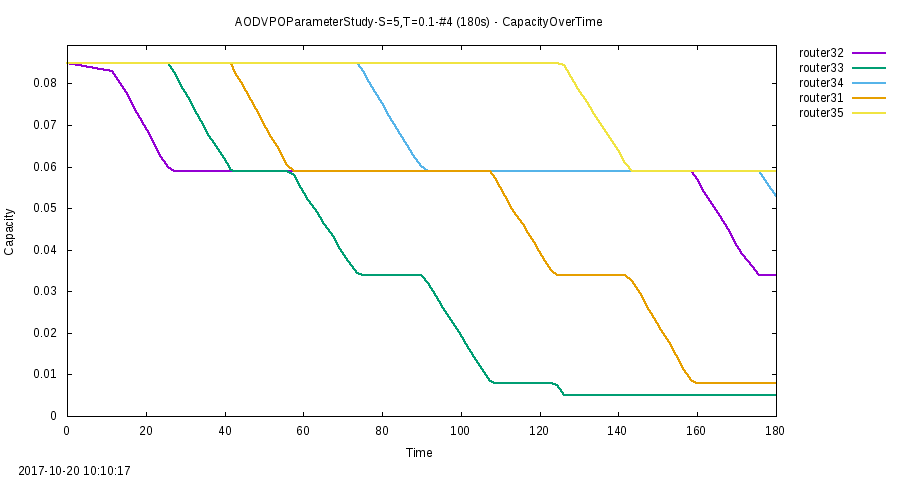 AODVPOParameterStudy-S=5,T=0.1-#4 (180s) - CapacityOverTime
router32
router33
router34
router31
router35
0.08
0.07
0.06
0.05
0.04
0.03
0.02
0.01
0
Capacity
0 20 40 60 80 100 120 140 160 180
Time
2017-10-20 10:10:17